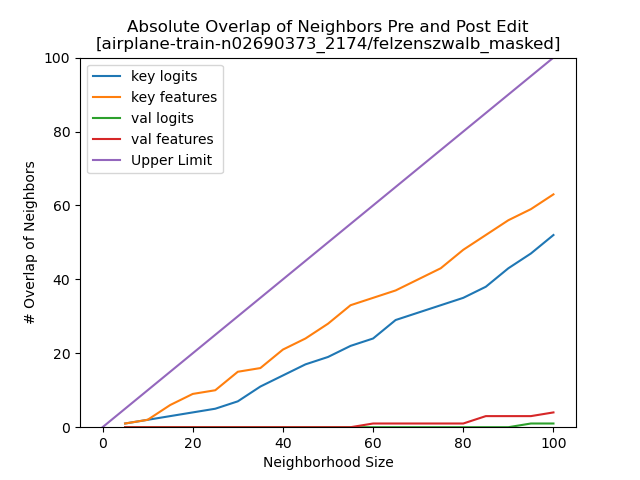 Absolute Overlap of Neighbors Pre and Post Edit
[airplane-train-n02690373_2174/felzenszwalb_masked]
100
80
60
40
20
0
# Overlap of Neighbors
key logits
key features
val logits
val features
Upper Limit
0 20 40 60 80 100
Neighborhood Size